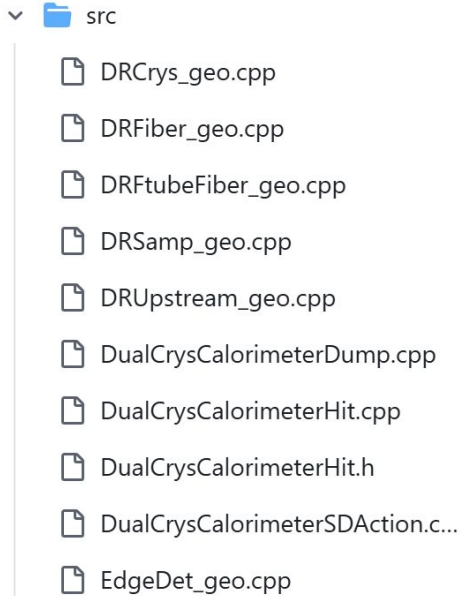 src
DRCrys_geo.cpp
DRFiber_geo.cpp
DRFtubeFiber_geo.cpp
DRSamp_geo.cpp
DRUpstream_geo.cpp
DualCrysCalorimeterDump.cpp
DualCrysCalorimeterHit.cpp
DualCrysCalorimeterHit.h
DualCrysCalorimeterSDAction.c...
EdgeDet_geo.cpp